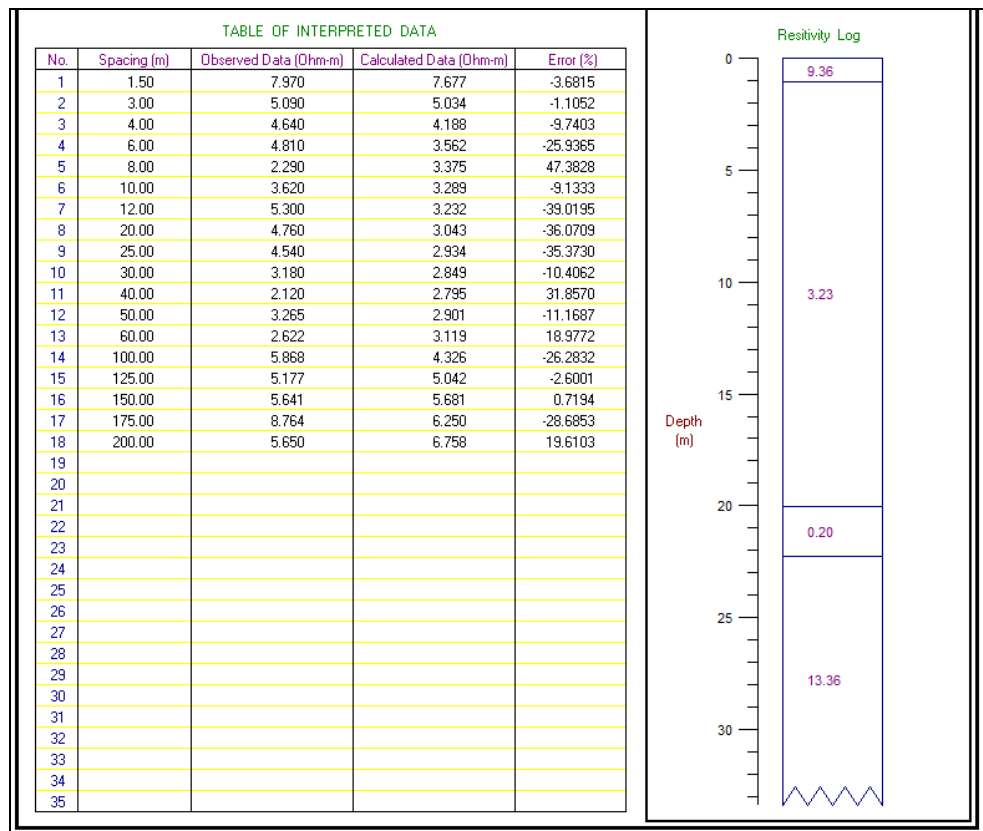 TABLE OF INTERPRETED DATA
No. Spacing (m) Observed Data (Ohm-m) Calculated Data (Ohm-m) Error (%)
1 1.50 7.970 7.677 -3.6815
2 3.00 5.090 5.034 -1.1052
3 4.00 4.640 4.188 -9.7403
4 6.00 4.810 3.562 -25.9365
5 8.00 2.290 3.375 47.3828
6 10.00 3.620 3.289 -9.1333
7 12.00 5.300 3.232 -39.0195
8 20.00 4.760 3.043 -36.0709
9 25.00 4.540 2.934 -35.3730
10 30.00 3.180 2.849 -10.4062
11 40.00 2.120 2.795 31.8570
12 50.00 3.265 2.901 -11.1687
13 60.00 2.622 3.119 18.9772
14 100.00 5.868 4.326 -26.2832
15 125.00 5.177 5.042 -2.6001
16 150.00 5.641 5.681 0.7194
17 175.00 8.764 6.250 -28.6853
18 200.00 5.650 6.758 19.6103
19
20
21
22
23
24
25
26
27
28
29
30
31
32
33
34
35
Resitivity Log
0
9.36
5
10
3.23
15
Depth
(m)
20
0.20
25
13.36
30